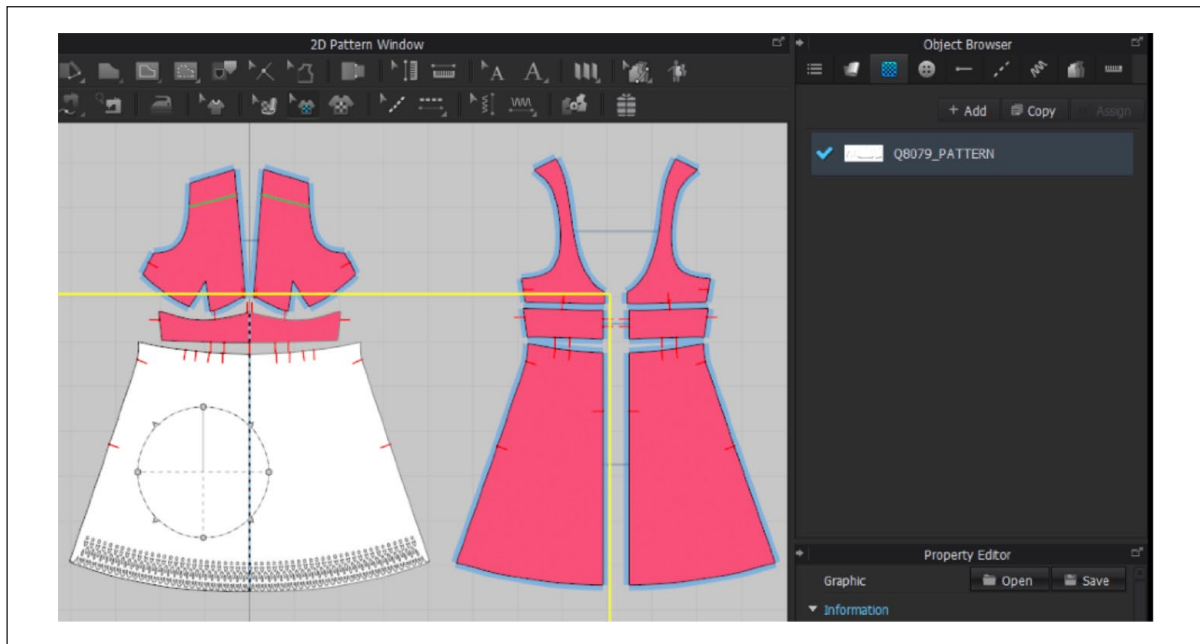 2D Pattern Window
Object Browser
+ Add
Copy
Assign
Q8079_PATTERN
Property Editor
Graphic
Open
Save
Information